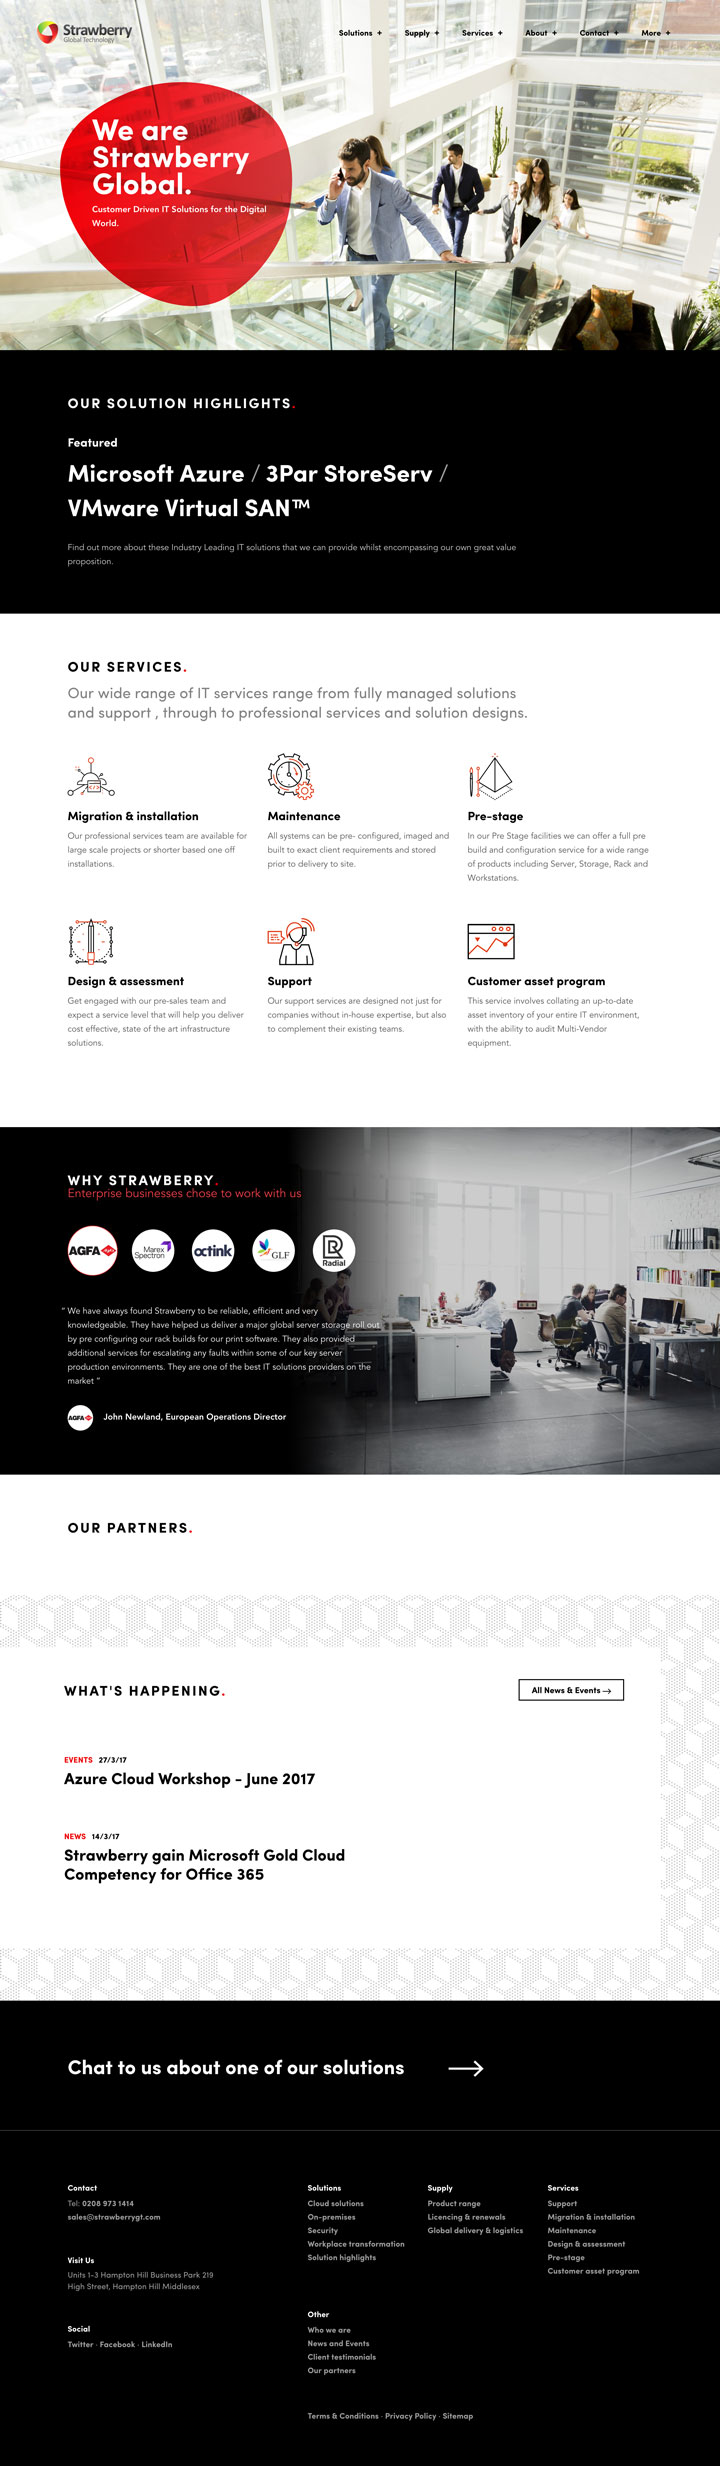 Strawberry
Global Technology
Solutions + Supply + Services + About + Contact + More +
We are
Strawberry
Global.
Customer Driven IT Solutions for the Digital
World.
OUR SOLUTION HIGHLIGHTS.
Featured
Microsoft Azure / 3Par StoreServ /
VMware Virtual SAN™
Find out more about these Industry Leading IT solutions that we can provide whilst encompassing our own great value
proposition.
OUR SERVICES.
Our wide range of IT services range from fully managed solutions
and support , through to professional services and solution designs.
Migration & installation
Our professional services team are available for
large scale projects or shorter based one off
installations.
Maintenance
All systems can be pre- configured, imaged and
built to exact client requirements and stored
prior to delivery to site.
Pre-stage
In our Pre Stage facilities we can offer a full pre
build and configuration service for a wide range
of products including Server, Storage, Rack and
Workstations.
Design & assessment
Get engaged with our pre-sales team and
expect a service level that will help you deliver
cost effective, state of the art infrastructure
solutions.
Support
Our support services are designed not just for
companies without in-house expertise, but also
to complement their existing teams.
Customer asset program
This service involves collating an up-to-date
asset inventory of your entire IT environment,
with the ability to audit Multi-Vendor
equipment.
WHY STRAWBERRY.
Enterprise businesses chose to work with us
AGFA
Marex
Spectron
octink
GLF
Radial
" We have always found Strawberry to be reliable, efficient and very
knowledgeable. They have helped us deliver a major global server storage roll out
by pre configuring our rack builds for our print software. They also provided
additional services for escalating any faults within some of our key server
production environments. They are one of the best IT solutions providers on the
market "
AGFA
John Newland, European Operations Director
OUR PARTNERS.
WHAT'S HAPPENING.
All News & Events →
EVENTS 27/3/17
Azure Cloud Workshop - June 2017
NEWS 14/3/17
Strawberry gain Microsoft Gold Cloud
Competency for Office 365
Chat to us about one of our solutions →
Contact
Tel: 0208 973 1414
sales@strawberrygt.com
Visit Us
Units 1-3 Hampton Hill Business Park 219
High Street, Hampton Hill Middlesex
Social
Twitter · Facebook · LinkedIn
Solutions
Cloud solutions
On-premises
Security
Workplace transformation
Solution highlights
Supply
Product range
Licencing & renewals
Global delivery & logistics
Services
Support
Migration & installation
Maintenance
Design & assessment
Pre-stage
Customer asset program
Other
Who we are
News and Events
Client testimonials
Our partners
Terms & Conditions · Privacy Policy · Sitemap